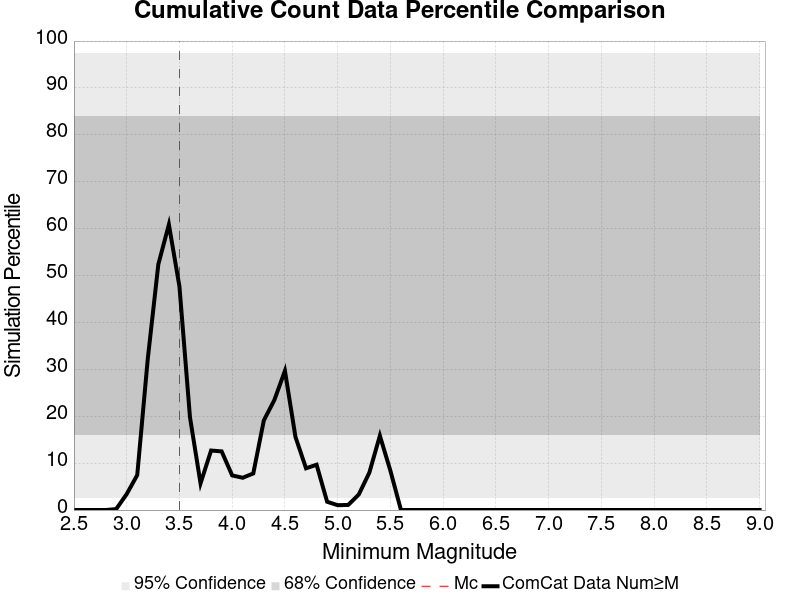 Cumulative Count Data Percentile Comparison
100
90
80
70
60
50
40
30
20
10
0
Simulation Percentile
2.5 3.0 3.5 4.0 4.5 5.0 5.5 6.0 6.5 7.0 7.5 8.0 8.5 9.0
Minimum Magnitude
95% Confidence 68% Confidence Mc ComCat Data Num≥M